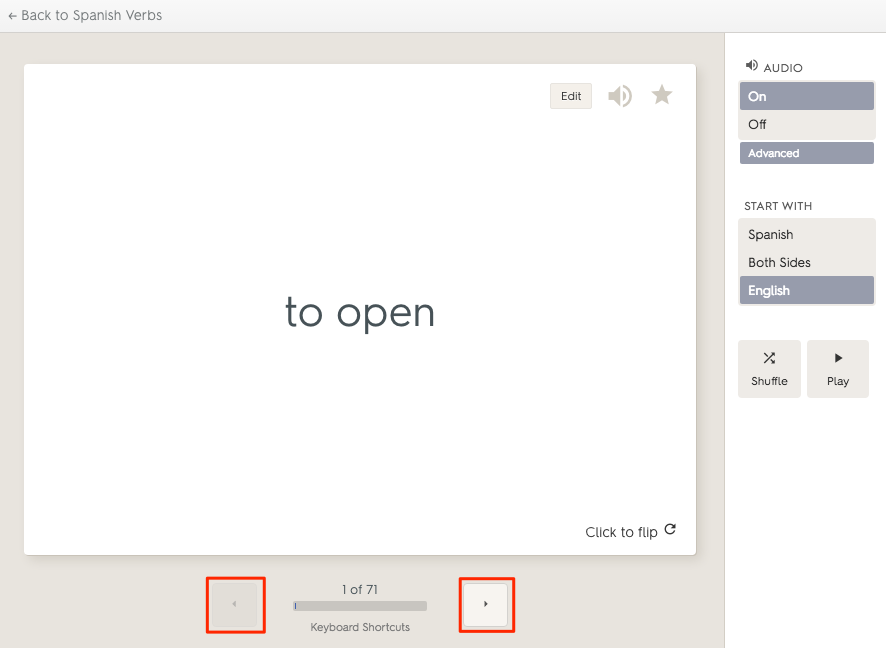 ← Back to Spanish Verbs
Edit
to open
Click to flip
1 of 71
Keyboard Shortcuts
AUDIO
On
Off
Advanced
START WITH
Spanish
Both Sides
English
Shuffle
Play